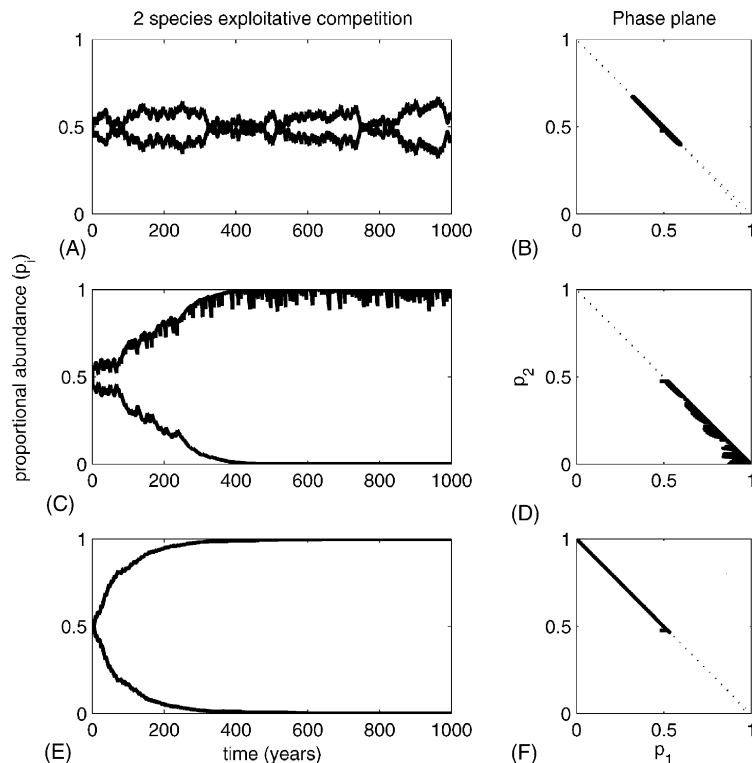 2 species exploitative competition
Phase plane
1
0.5
0
0 200 400 600 800 1000
(A)
1
0.5
0
0 0.5 1
(B)
proportional abundance (pi)
1
0.5
0
0 200 400 600 800 1000
(C)
p2
1
0.5
0
0 0.5 1
(D)
1
0.5
0
0 200 400 600 800 1000
(E)
time (years)
1
0.5
0
0 0.5 1
(F)
p1